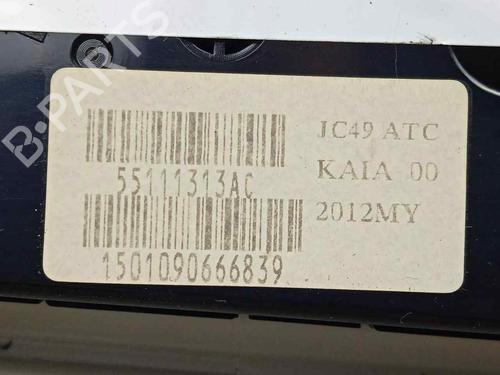 B-PARTS
JC49 ATC
55111313AC
KAIA 00
2012MY
1501090666839